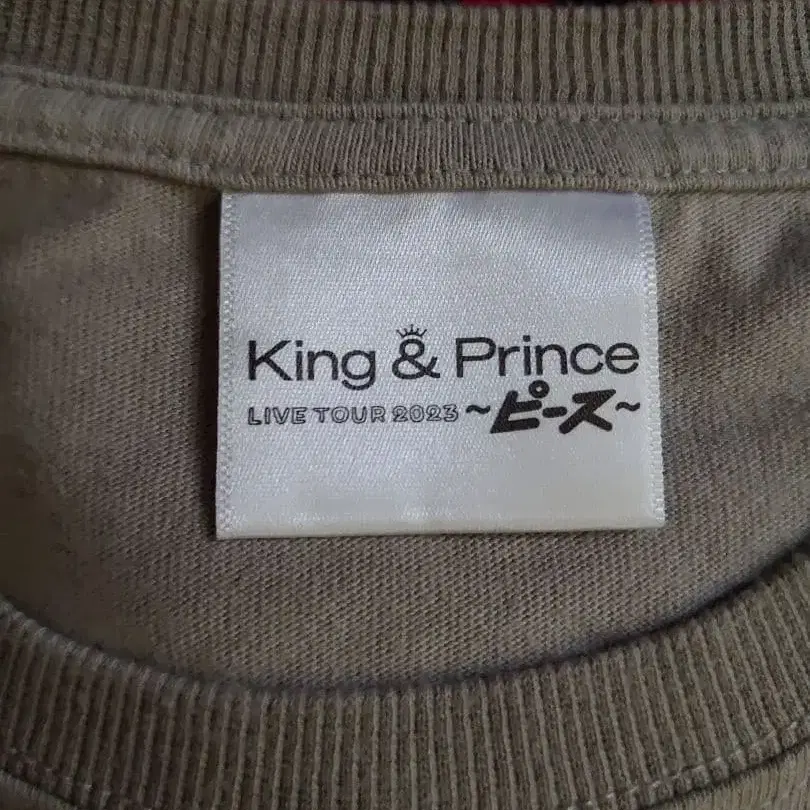 King & Prince
LIVE TOUR 2023 ~ピース~